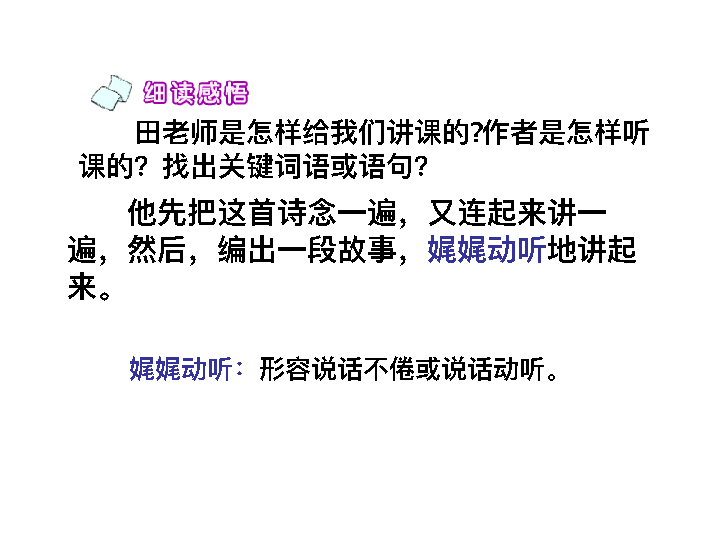 细读感悟
田老师是怎样给我们讲课的?作者是怎样听
课的？找出关键词语或语句？
他先把这首诗念一遍，又连起来讲一
遍，然后，编出一段故事，娓娓动听地讲起
来。
娓娓动听：形容说话不倦或说话动听。